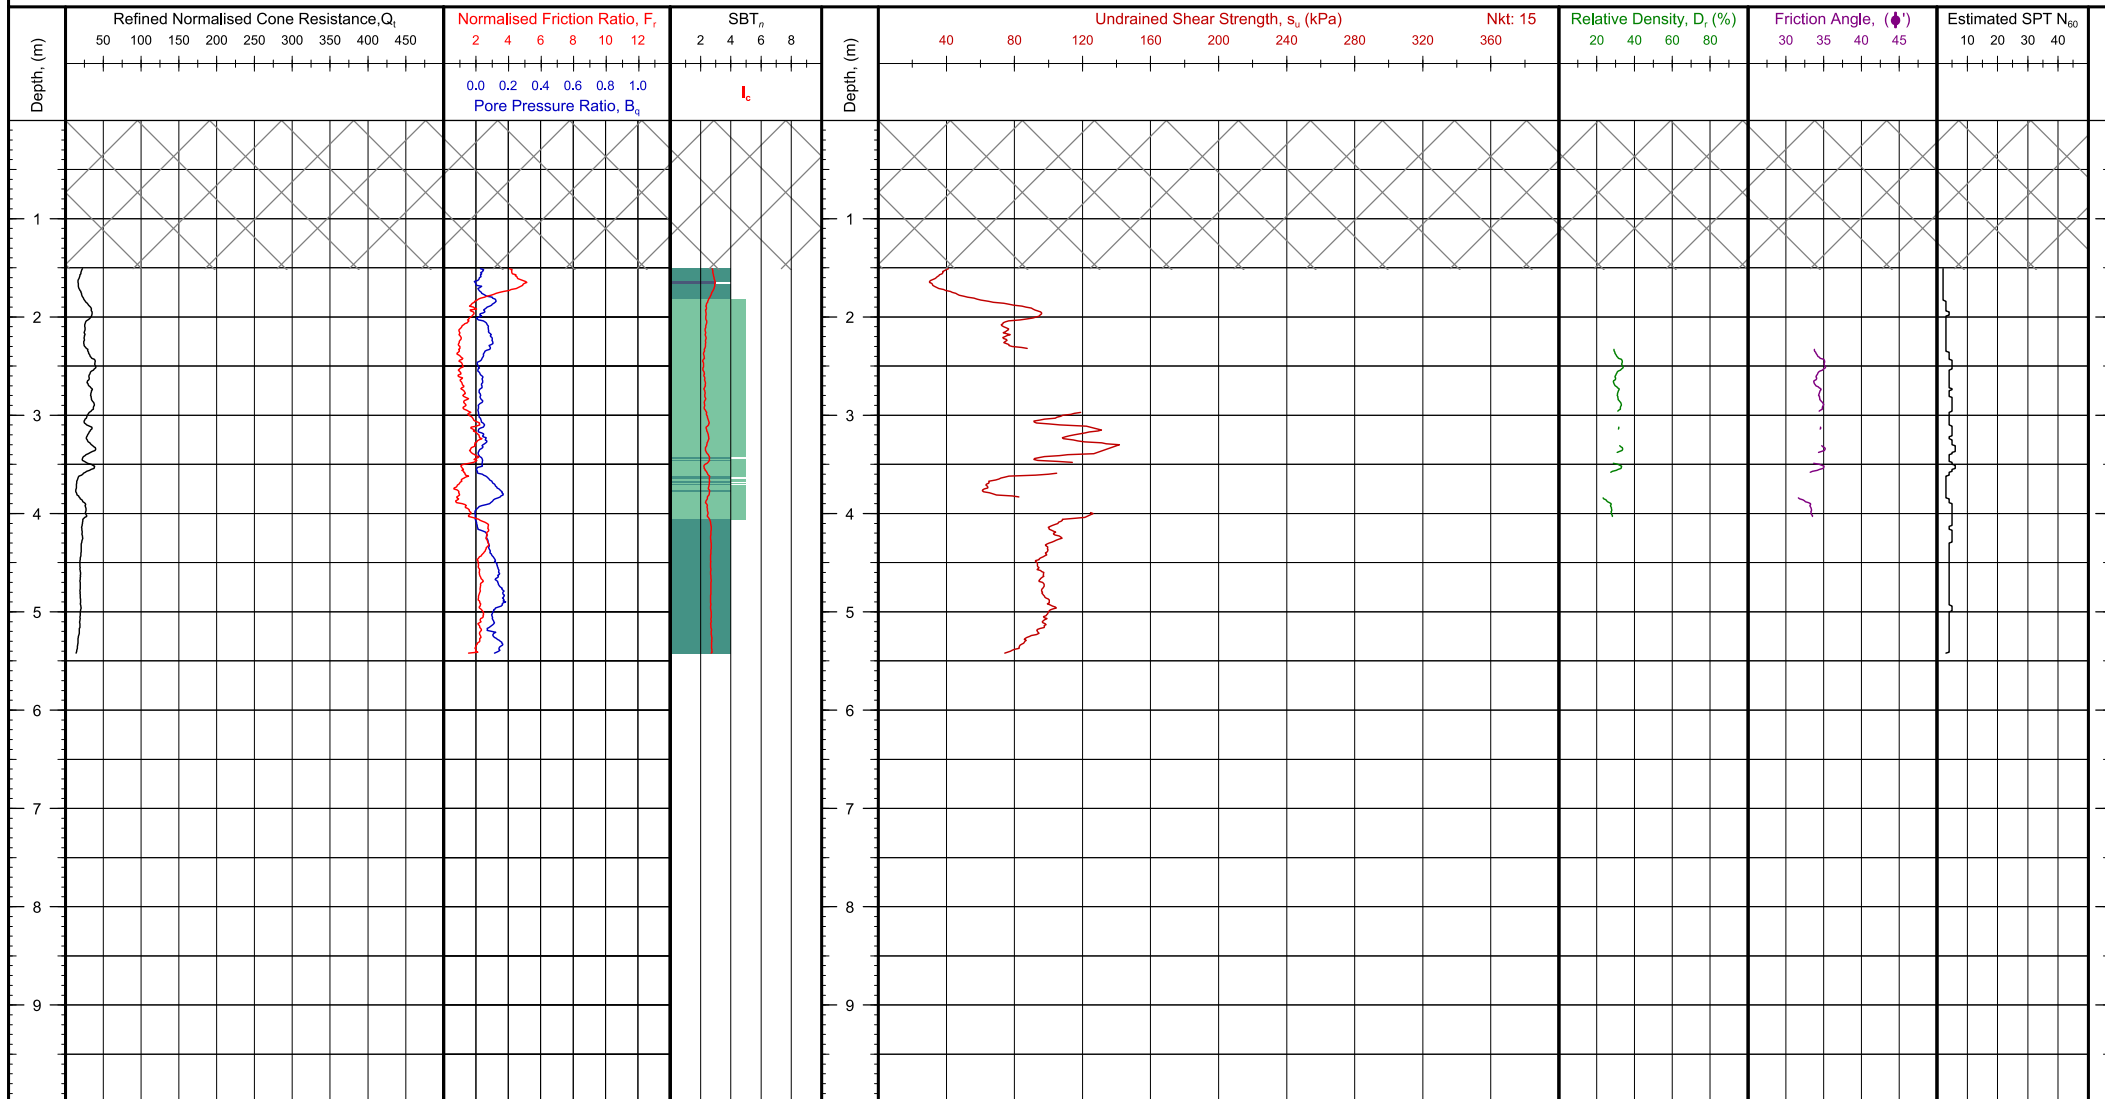 Refined Normalised Cone Resistance,Qt
50 100 150 200 250 300 350 400 450
Normalised Friction Ratio, Fr
2 4 6 8 10 12
0.0 0.2 0.4 0.6 0.8 1.0
Pore Pressure Ratio, Bq
SBTn
2 4 6 8
Ic
Undrained Shear Strength, su (kPa) Nkt: 15
40 80 120 160 200 240 280 320 360
Relative Density, Dr (%)
20 40 60 80
Friction Angle, (ϕ')
30 35 40 45
Estimated SPT N60
10 20 30 40
Depth, (m)
1
2
3
4
5
6
7
8
9
Depth, (m)
1
2
3
4
5
6
7
8
9